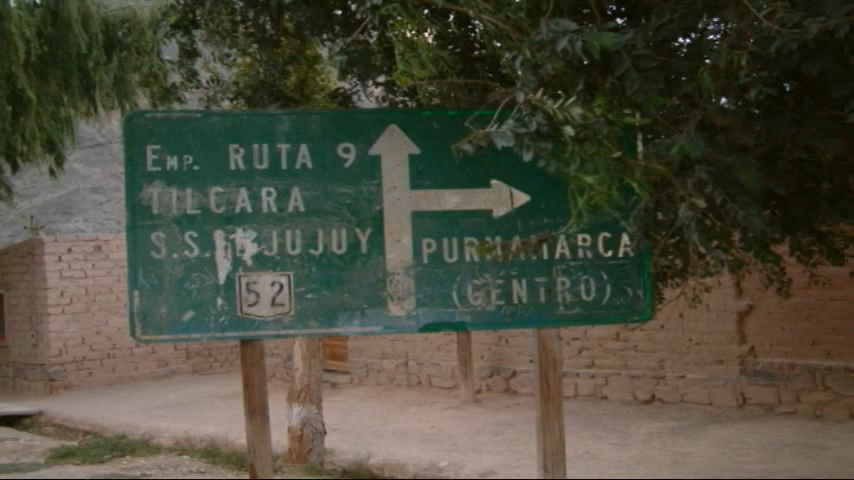 Emp. RUTA 9
TILCARA
S.S. JUJUY
52
PURMAMARCA
(CENTRO)